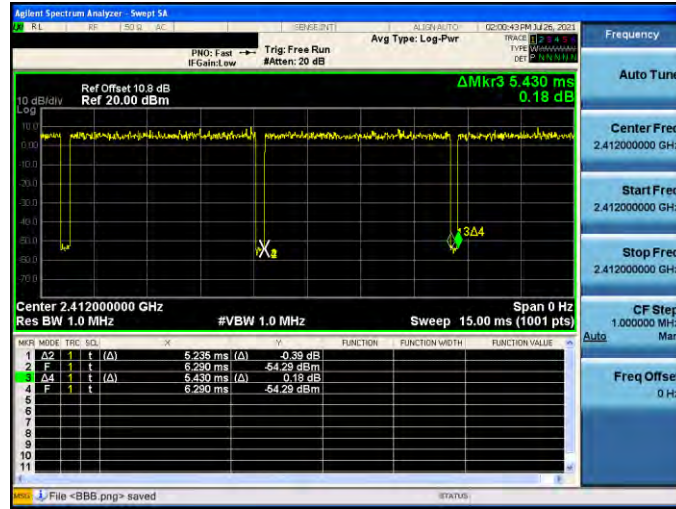 Agilent Spectrum Analyzer - Swept SA
RL RF 50 Ω AC SENSE:INT ALIGN AUTO 02:00:43 PM Jul 26, 2021
PNO: Fast Trig: Free Run Avg Type: Log-Pwr TRACE 1 2 3 4 5 6
IFGain:Low #Atten: 20 dB TYPE
DET P N N N N N
Frequency
Auto Tune
Ref Offset 10.8 dB ΔMkr3 5.430 ms
10 dB/div Ref 20.00 dBm 0.18 dB
Log
10.0
0.00
-10.0
-20.0
-30.0
-40.0
-50.0
-60.0
-70.0
2
3Δ4
Center Freq
2.412000000 GHz
Start Freq
2.412000000 GHz
Stop Freq
2.412000000 GHz
CF Step
1.000000 MHz
Auto Man
Freq Offset
0 Hz
Center 2.412000000 GHz Span 0 Hz
Res BW 1.0 MHz #VBW 1.0 MHz Sweep 15.00 ms (1001 pts)
MKR MODE TRC SCL X Y FUNCTION FUNCTION WIDTH FUNCTION VALUE
1 Δ2 1 t (Δ) 5.235 ms (Δ) -0.39 dB
2 F 1 t 6.290 ms -54.29 dBm
3 Δ4 1 t (Δ) 5.430 ms (Δ) 0.18 dB
4 F 1 t 6.290 ms -54.29 dBm
5
6
7
8
9
10
11
MSG File <BBB.png> saved STATUS